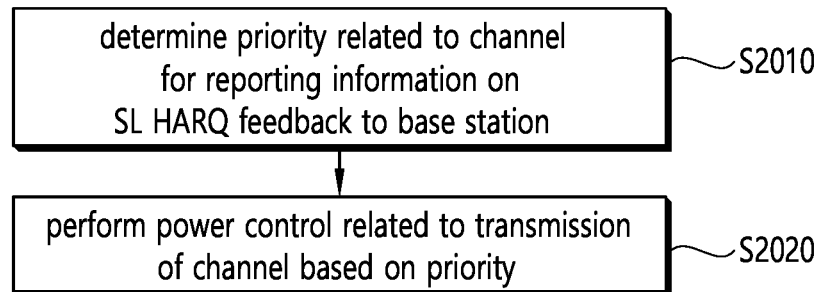 determine priority related to channel
for reporting information on
SL HARQ feedback to base station
S2010
perform power control related to transmission
of channel based on priority
S2020